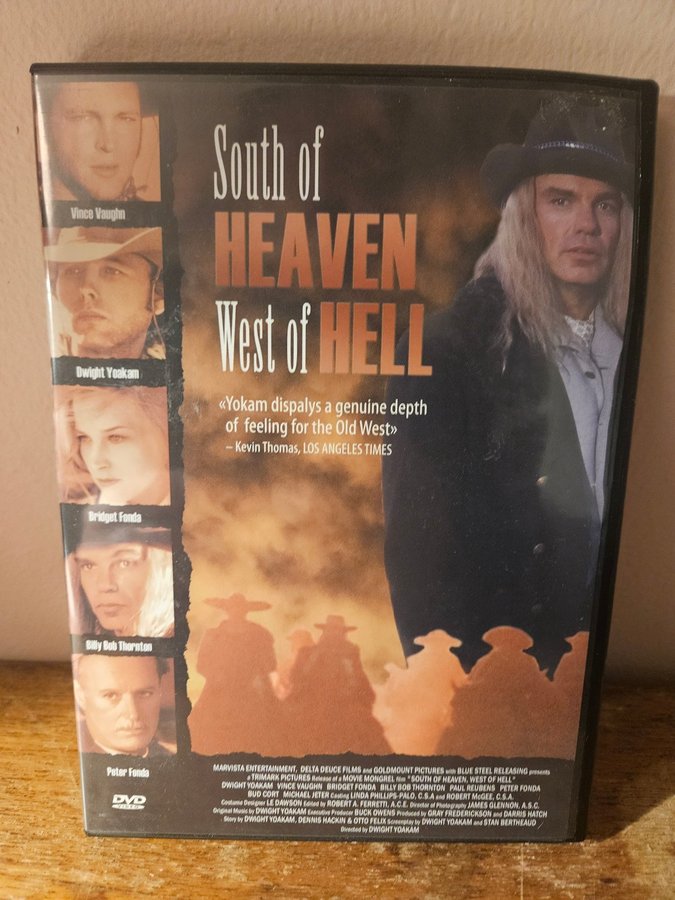 Vince Vaughn
Dwight Yoakam
Bridget Fonda
Billy Bob Thornton
Peter Fonda
DVD
VIDEO
South of
HEAVEN
West of HELL
«Yokam dispalys a genuine depth
of feeling for the Old West»
– Kevin Thomas, LOS ANGELES TIMES
MARVISTA ENTERTAINMENT, DELTA DEUCE FILMS and GOLDMOUNT PICTURES with BLUE STEEL RELEASING presents
a TRIMARK PICTURES Release of a MOVIE MONGREL film "SOUTH OF HEAVEN, WEST OF HELL"
DWIGHT YOAKAM VINCE VAUGHN BRIDGET FONDA BILLY BOB THORNTON PAUL REUBENS PETER FONDA
BUD CORT MICHAEL JETER Casting LINDA PHILLIPS-PALO, C.S.A and ROBERT McGEE, C.S.A.
Costume Designer LE DAWSON Edited by ROBERT A. FERRETTI, A.C.E. Director of Photography JAMES GLENNON, A.S.C.
Original Music by DWIGHT YOAKAM Executive Producer BUCK OWENS Produced by GRAY FREDERICKSON and DARRIS HATCH
Story by DWIGHT YOAKAM, DENNIS HACKIN & OTTO FELIX Screenplay by DWIGHT YOAKAM and STAN BERTHEAUD
Directed by DWIGHT YOAKAM